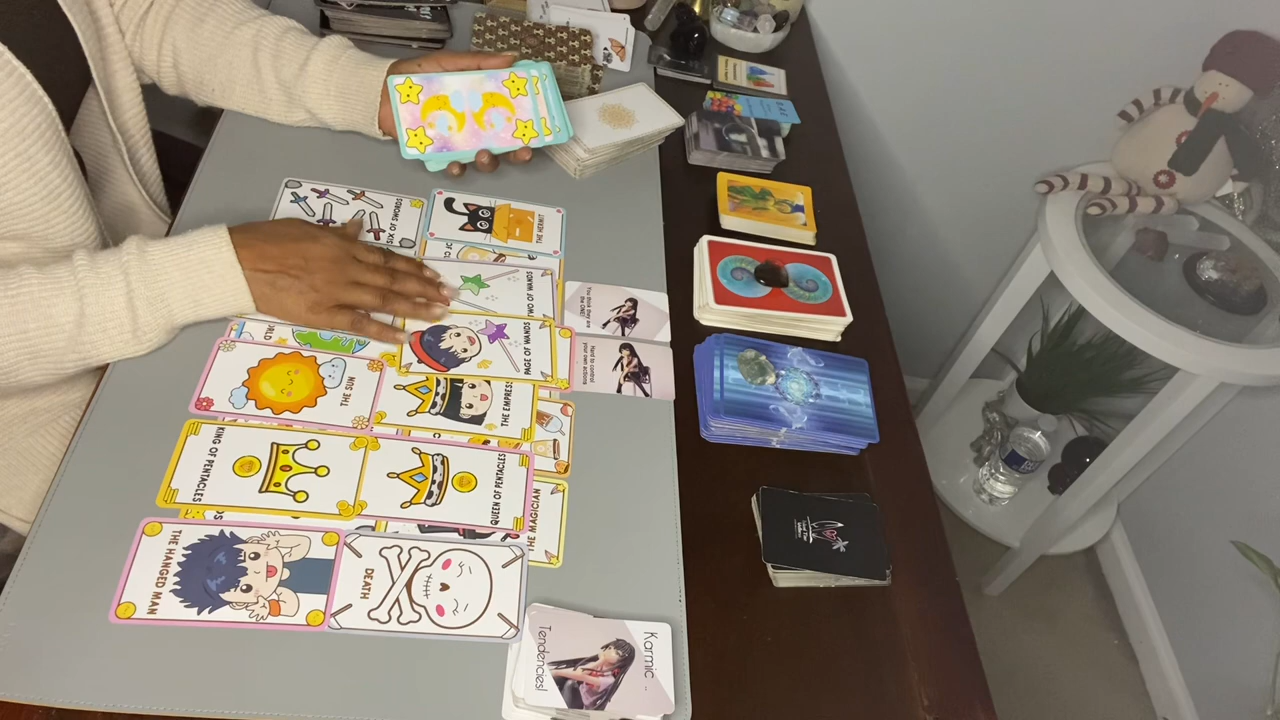 SIX OF SWORDS
THE HERMIT
TWO OF WANDS
You think they are
the ONE!
PAGE OF WANDS
Hard to control
your own actions
THE SUN
THE EMPRESS
KING OF PENTACLES
QUEEN OF PENTACLES
THE MAGICIAN
THE HANGED MAN
DEATH
Karmic ..
Tendencies!